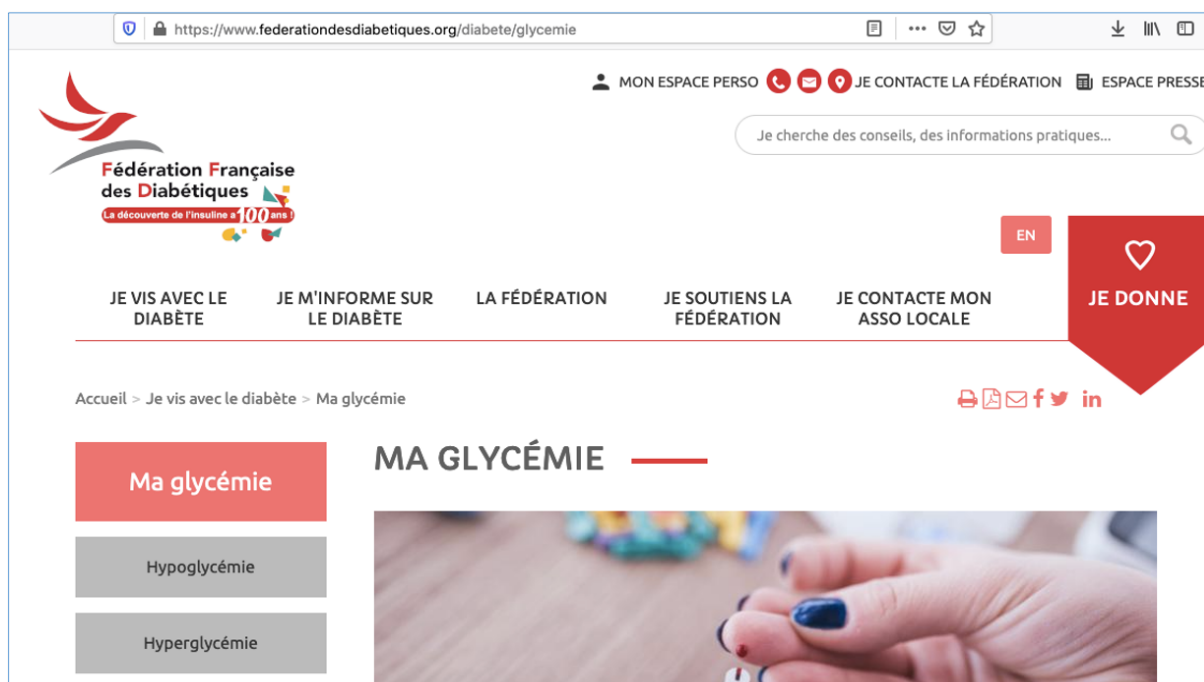 https://www.federationdesdiabetiques.org/diabete/glycemie
MON ESPACE PERSO JE CONTACTE LA FÉDÉRATION ESPACE PRESSE
Je cherche des conseils, des informations pratiques...
Fédération Française
des Diabétiques
La découverte de l'insuline a 100 ans !
EN
JE DONNE
JE VIS AVEC LE
DIABÈTE
JE M'INFORME SUR
LE DIABÈTE
LA FÉDÉRATION
JE SOUTIENS LA
FÉDÉRATION
JE CONTACTE MON
ASSO LOCALE
Accueil > Je vis avec le diabète > Ma glycémie
Ma glycémie
Hypoglycémie
Hyperglycémie
MA GLYCÉMIE